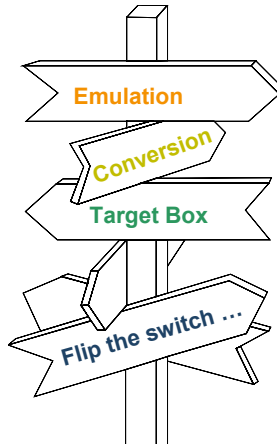 Emulation
Conversion
Target Box
Flip the switch …